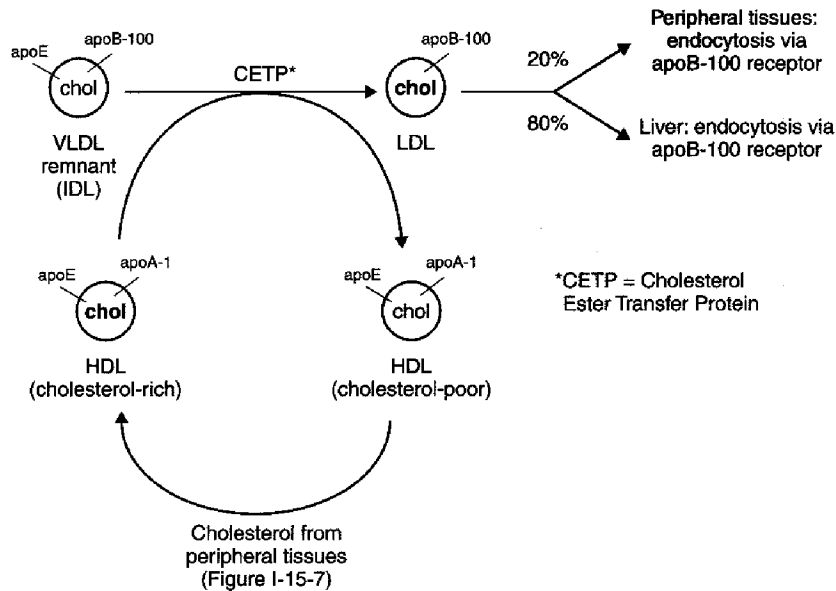 apoE
apoB-100
chol
VLDL
remnant
(IDL)
CETP*
apoB-100
chol
LDL
20%
80%
Peripheral tissues:
endocytosis via
apoB-100 receptor
Liver: endocytosis via
apoB-100 receptor
apoE
apoA-1
chol
HDL
(cholesterol-rich)
apoE
apoA-1
chol
HDL
(cholesterol-poor)
*CETP = Cholesterol
Ester Transfer Protein
Cholesterol from
peripheral tissues
(Figure I-15-7)